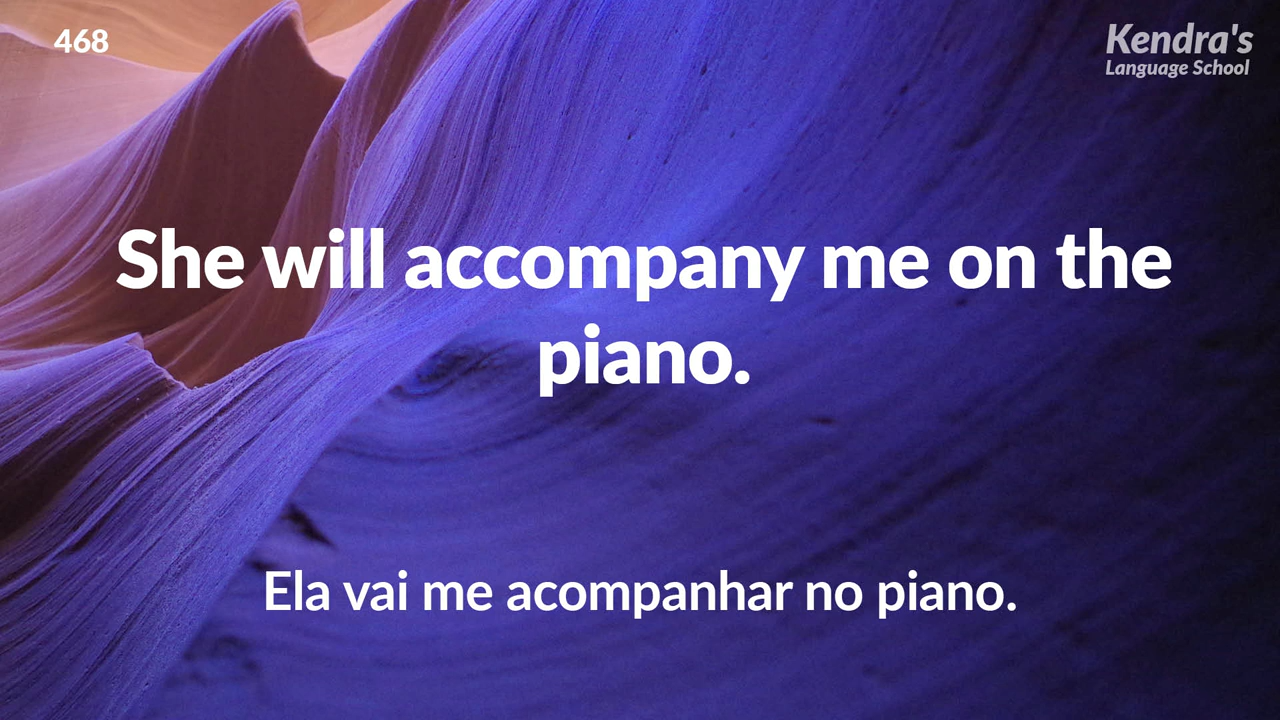 468
Kendra's
Language School
She will accompany me on the
piano.
Ela vai me acompanhar no piano.